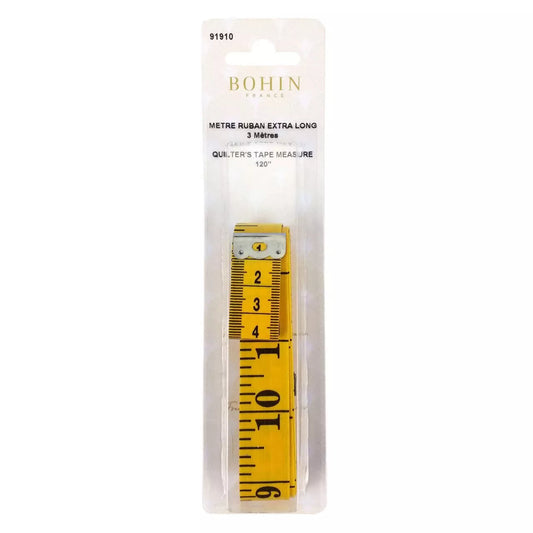 91910
BOHIN
FRANCE
METRE RUBAN EXTRA LONG
3 Mètres
QUILTER'S TAPE MEASURE
120"
1
2
3
4
1
10
9